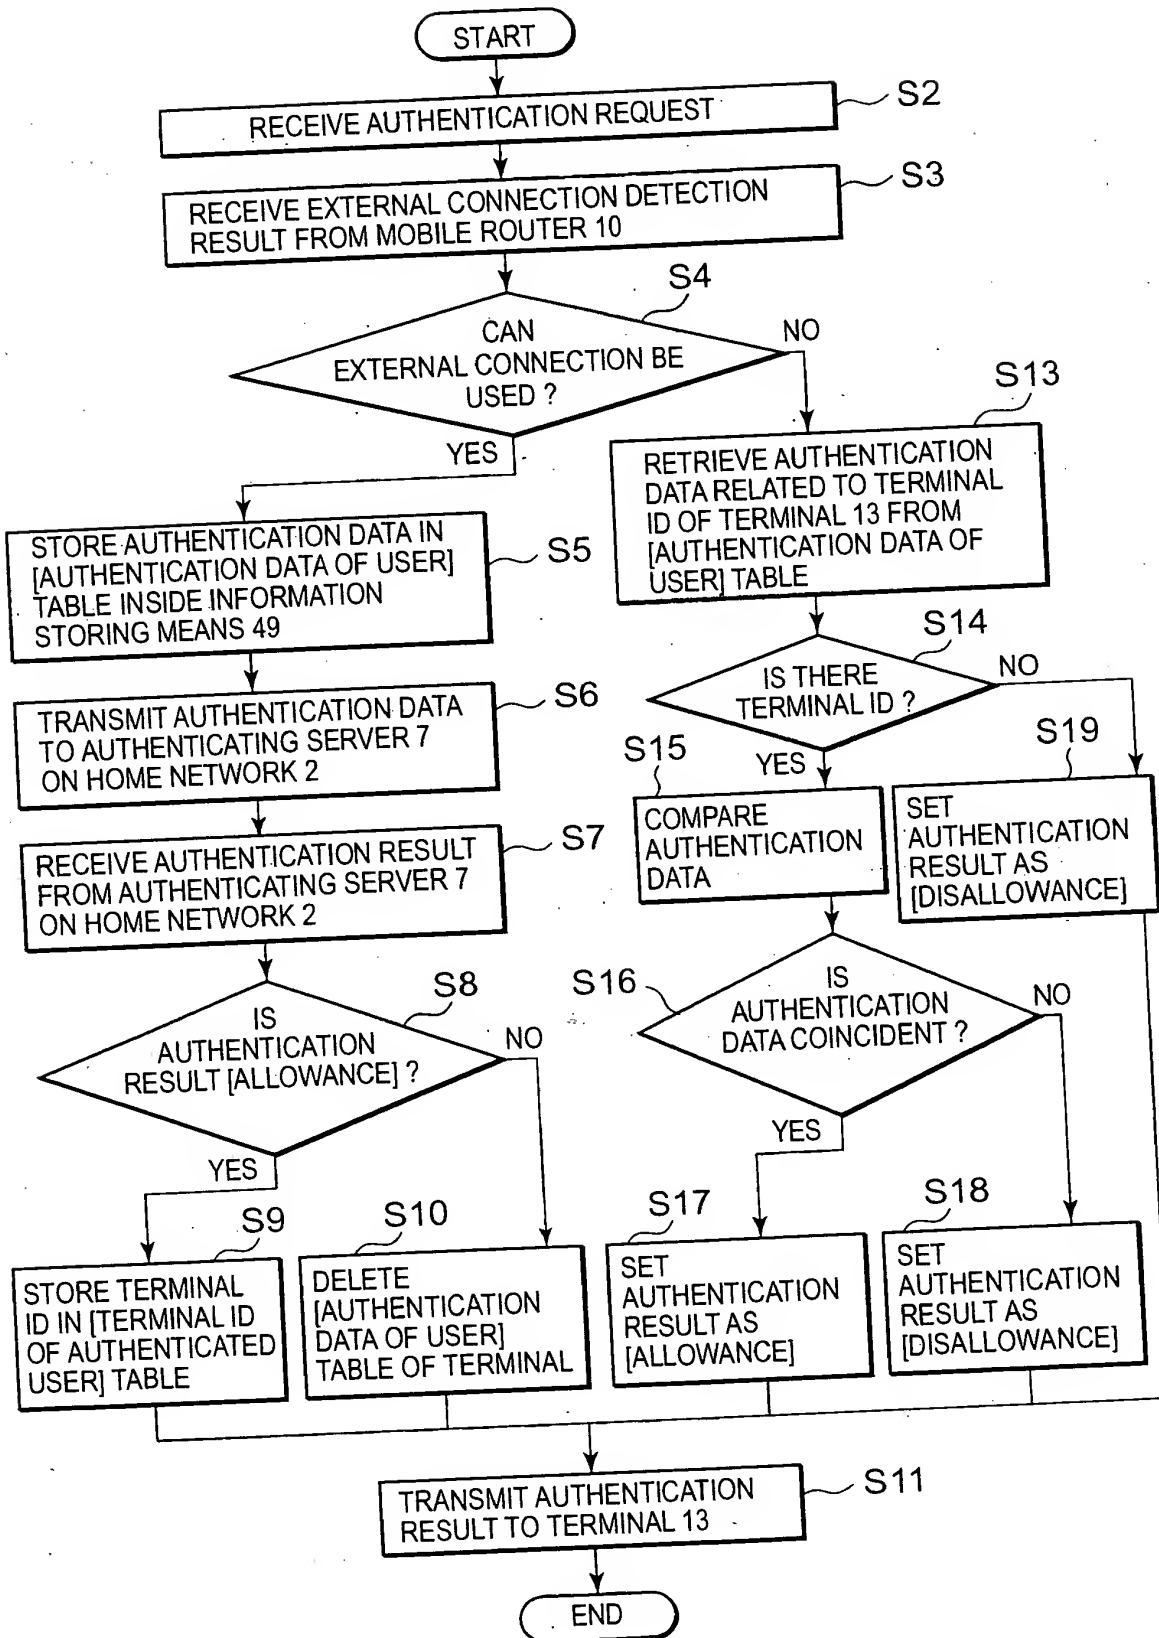 START
RECEIVE AUTHENTICATION REQUEST
S2
RECEIVE EXTERNAL CONNECTION DETECTION
RESULT FROM MOBILE ROUTER 10
S3
CAN
EXTERNAL CONNECTION BE
USED ?
S4
NO
YES
STORE AUTHENTICATION DATA IN
[AUTHENTICATION DATA OF USER]
TABLE INSIDE INFORMATION
STORING MEANS 49
S5
TRANSMIT AUTHENTICATION DATA
TO AUTHENTICATING SERVER 7
ON HOME NETWORK 2
S6
RECEIVE AUTHENTICATION RESULT
FROM AUTHENTICATING SERVER 7
ON HOME NETWORK 2
S7
IS
AUTHENTICATION
RESULT [ALLOWANCE] ?
S8
NO
YES
S9
STORE TERMINAL
ID IN [TERMINAL ID
OF AUTHENTICATED
USER] TABLE
S10
DELETE
[AUTHENTICATION
DATA OF USER]
TABLE OF TERMINAL
S13
RETRIEVE AUTHENTICATION
DATA RELATED TO TERMINAL
ID OF TERMINAL 13 FROM
[AUTHENTICATION DATA OF
USER] TABLE
S14
IS THERE
TERMINAL ID ?
NO
YES
S15
COMPARE
AUTHENTICATION
DATA
S19
SET
AUTHENTICATION
RESULT AS
[DISALLOWANCE]
S16
IS
AUTHENTICATION
DATA COINCIDENT ?
NO
YES
S17
SET
AUTHENTICATION
RESULT AS
[ALLOWANCE]
S18
SET
AUTHENTICATION
RESULT AS
[DISALLOWANCE]
TRANSMIT AUTHENTICATION
RESULT TO TERMINAL 13
S11
END